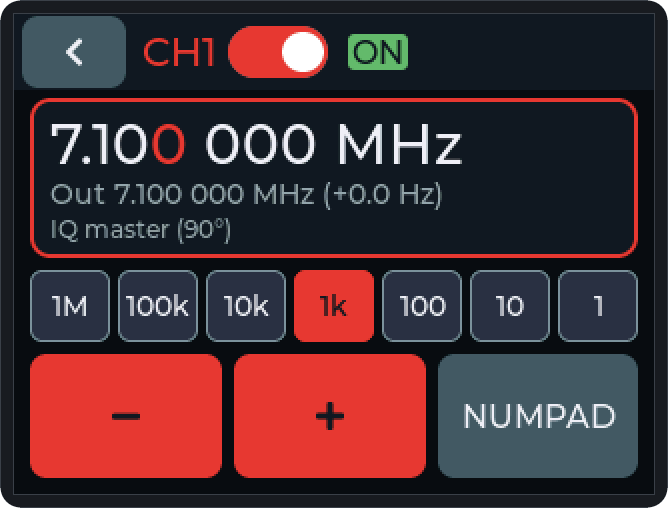 CH1 ON
7.100 000 MHz
Out 7.100 000 MHz (+0.0 Hz)
IQ master (90°)
1M 100k 10k 1k 100 10 1
− + NUMPAD